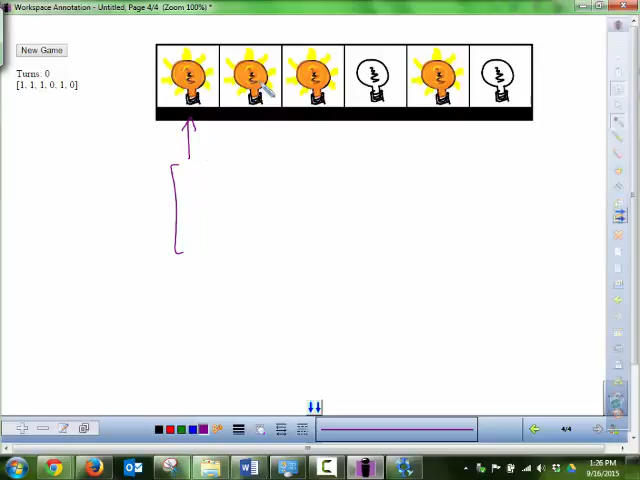 Workspace Annotation - Untitled, Page 4/4 (Zoom 100%) *
New Game
Turns: 0
[1, 1, 1, 0, 1, 0]
4/4
1:26 PM
9/16/2015